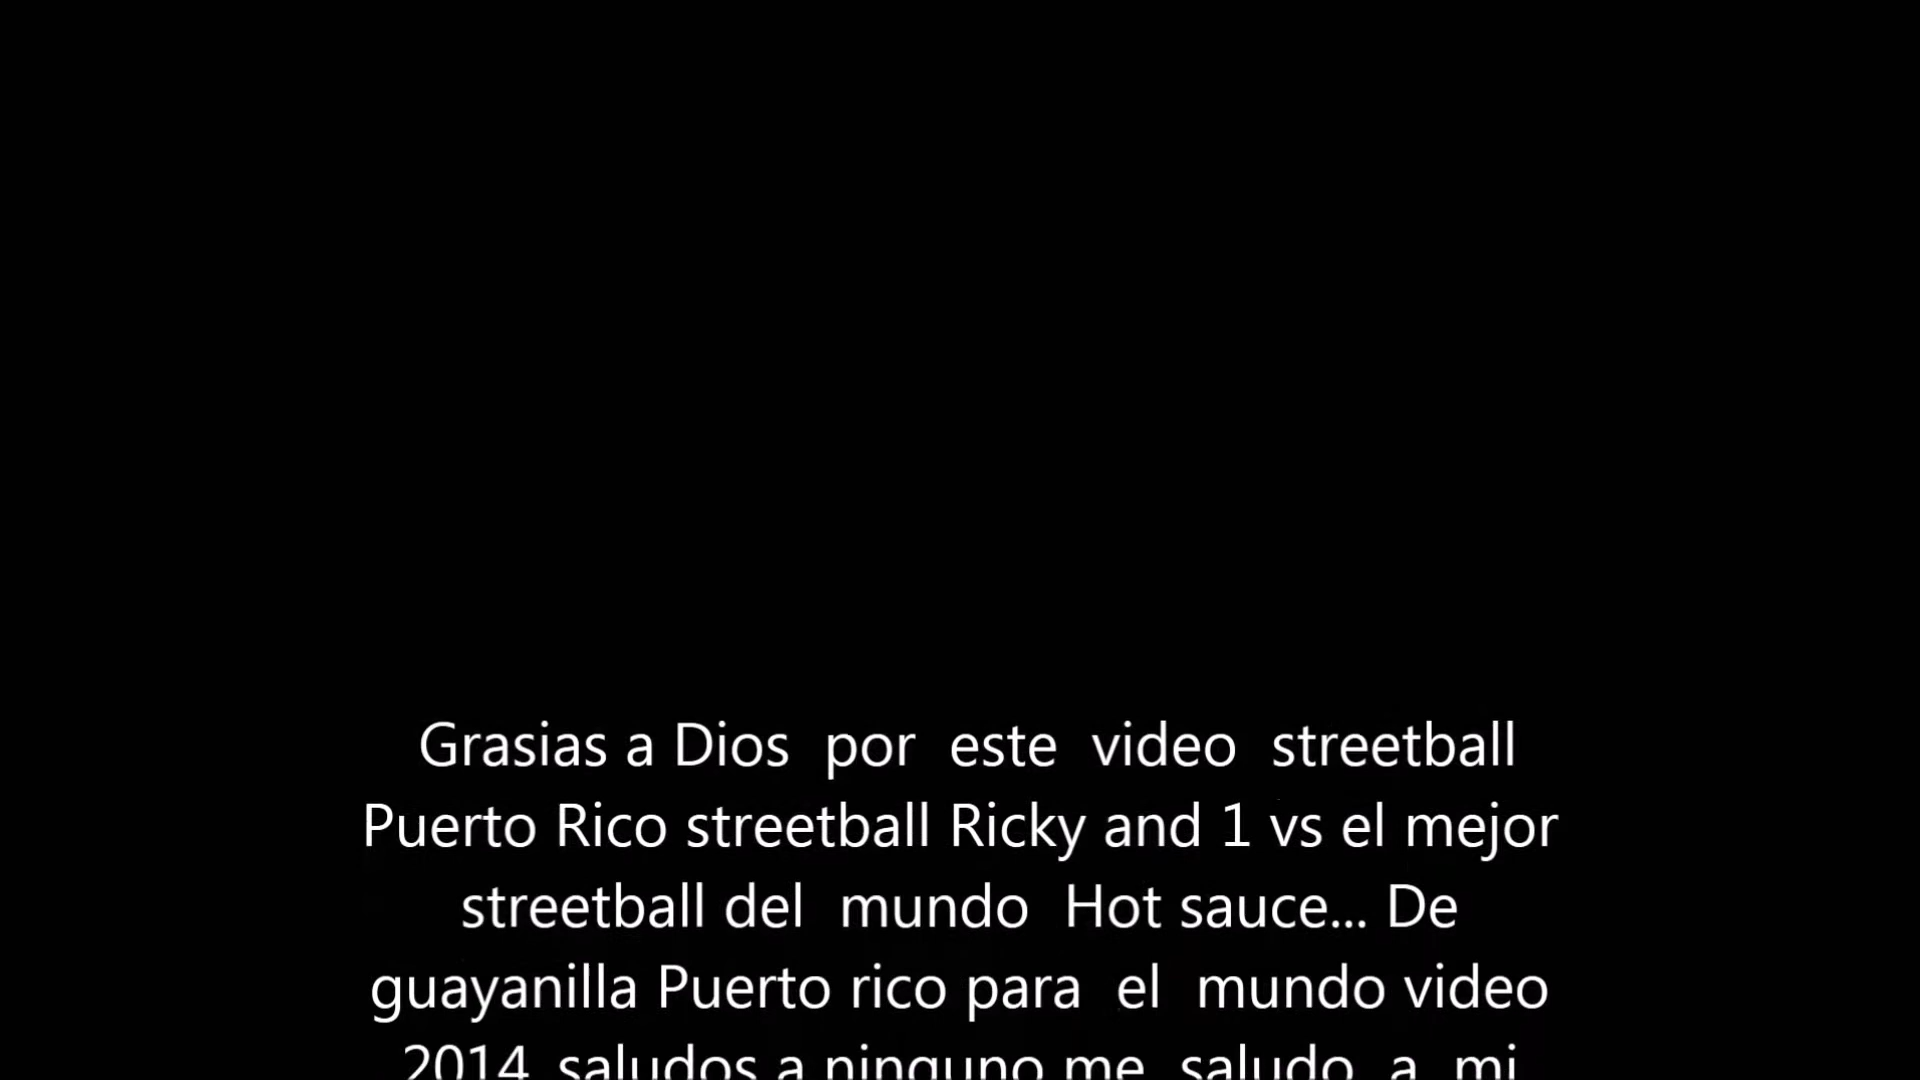 Grasias a Dios por este video streetball
Puerto Rico streetball Ricky and 1 vs el mejor
streetball del mundo Hot sauce... De
guayanilla Puerto rico para el mundo video
2014 saludos a ninguno me saludo a mi